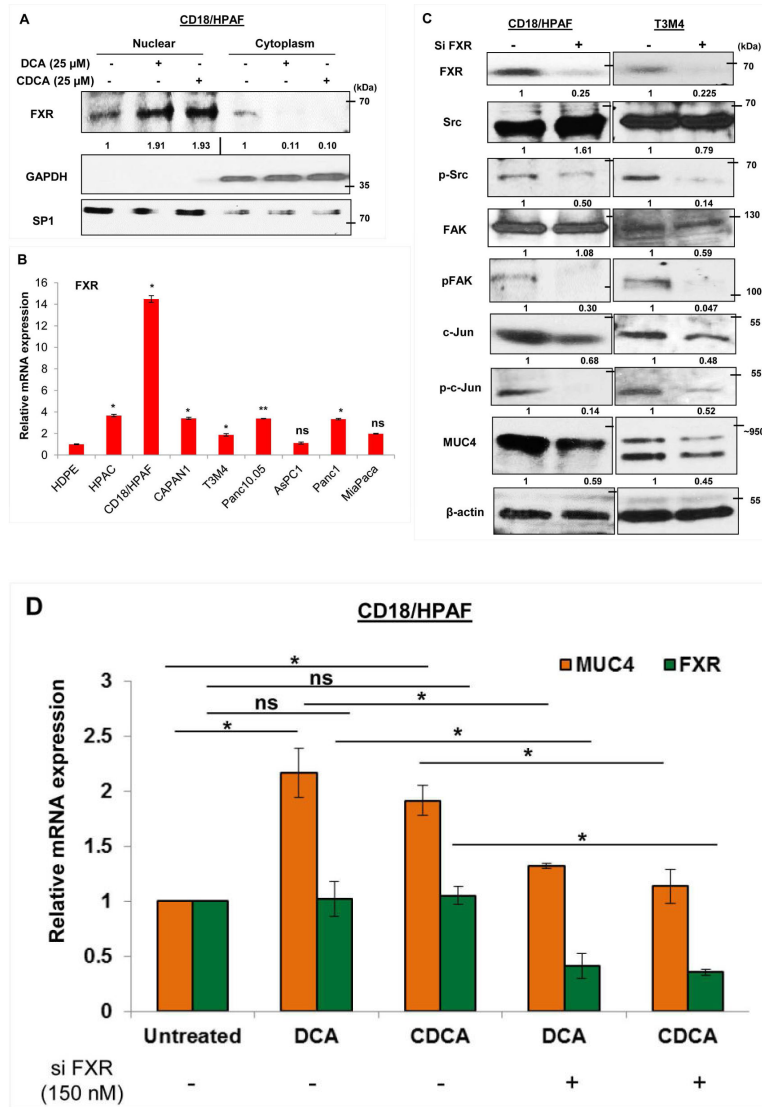 A
CD18/HPAF
Nuclear Cytoplasm
DCA (25 µM) - + - - + -
CDCA (25 µM) - - + - - +
(kDa)
FXR 70
1 1.91 1.93 1 0.11 0.10
GAPDH 35
SP1 70
B
FXR
Relative mRNA expression
16
14
12
10
8
6
4
2
0
* * * * ** ns * ns
HDPE HPAC CD18/HPAF CAPAN1 T3M4 Panc10.05 AsPC1 Panc1 MiaPaca
C
CD18/HPAF T3M4
Si FXR - + - + (kDa)
FXR 70
1 0.25 1 0.225
Src 70
1 1.61 1 0.79
p-Src 70
1 0.50 1 0.14
FAK 130
1 1.08 1 0.59
pFAK 100
1 0.30 1 0.047
c-Jun 55
1 0.68 1 0.48
p-c-Jun 55
1 0.14 1 0.52
MUC4 ~950
1 0.59 1 0.45
β-actin 55
D
CD18/HPAF
MUC4 FXR
Relative mRNA expression
3
2.5
2
1.5
1
0.5
0
*
ns
ns *
* *
*
*
Untreated DCA CDCA DCA CDCA
si FXR
(150 nM) - - - + +